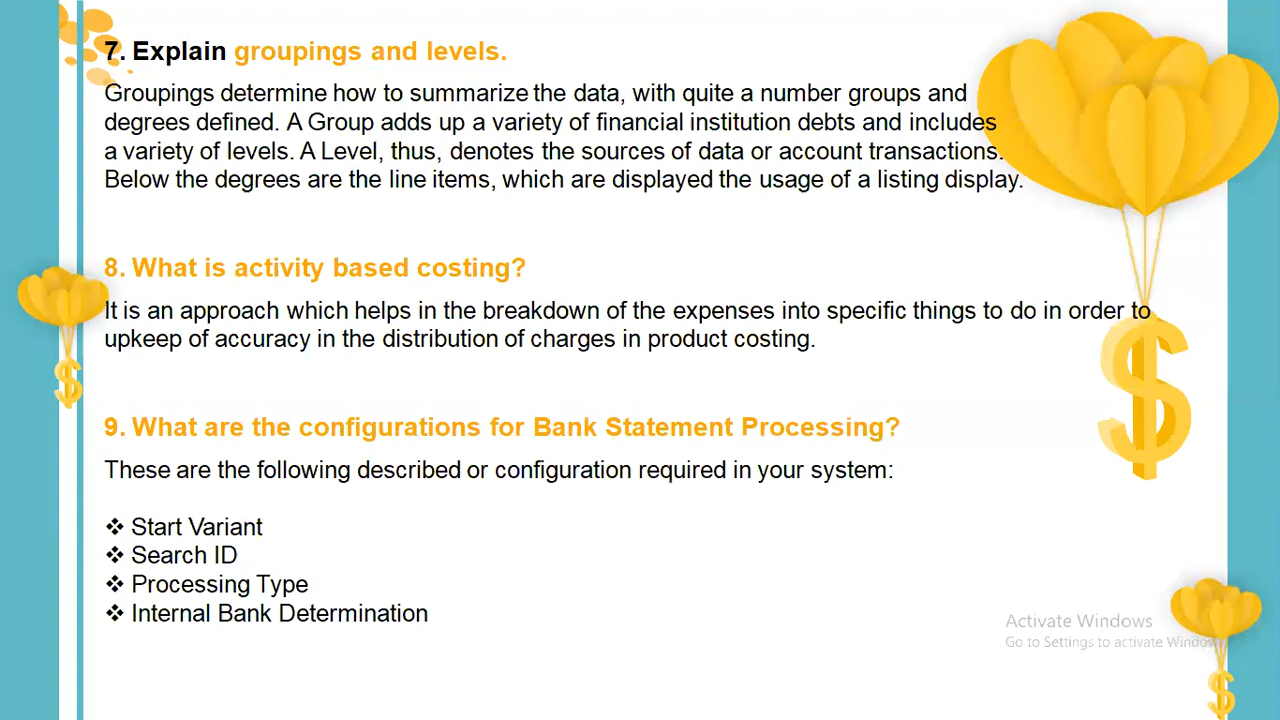 7. Explain groupings and levels.
Groupings determine how to summarize the data, with quite a number groups and
degrees defined. A Group adds up a variety of financial institution debts and includes
a variety of levels. A Level, thus, denotes the sources of data or account transactions.
Below the degrees are the line items, which are displayed the usage of a listing display.
8. What is activity based costing?
It is an approach which helps in the breakdown of the expenses into specific things to do in order to
upkeep of accuracy in the distribution of charges in product costing.
9. What are the configurations for Bank Statement Processing?
These are the following described or configuration required in your system:
❖ Start Variant
❖ Search ID
❖ Processing Type
❖ Internal Bank Determination
Activate Windows
Go to Settings to activate Windows